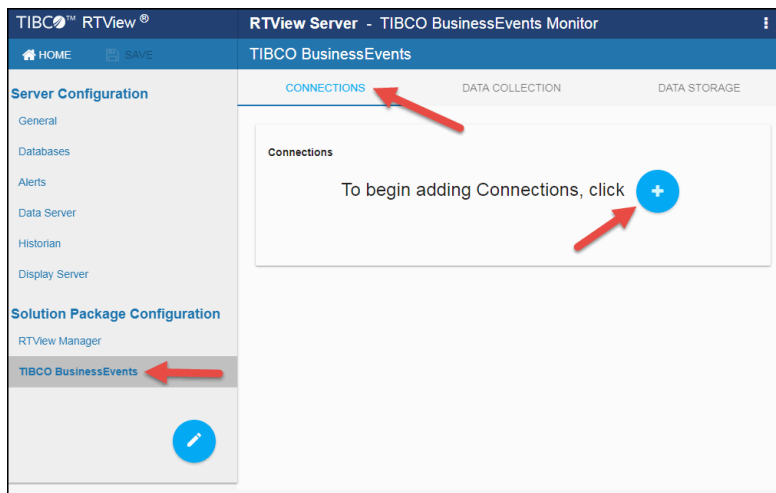 TIBCO™ RTView ®
RTView Server - TIBCO BusinessEvents Monitor
HOME
SAVE
TIBCO BusinessEvents
Server Configuration
General
Databases
Alerts
Data Server
Historian
Display Server
Solution Package Configuration
RTView Manager
TIBCO BusinessEvents
CONNECTIONS
DATA COLLECTION
DATA STORAGE
Connections
To begin adding Connections, click